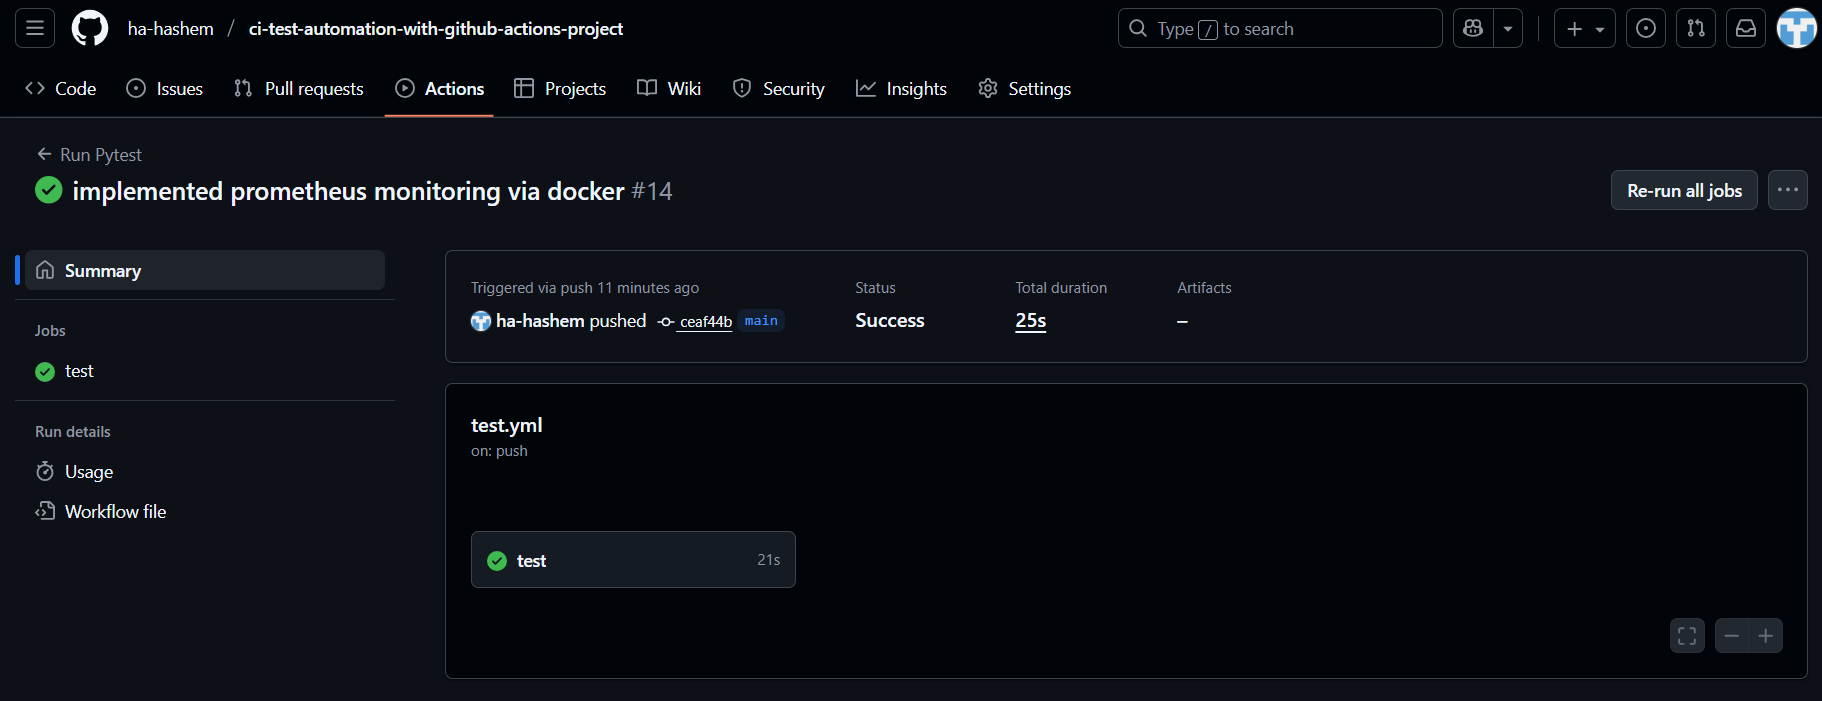 ha-hashem / ci-test-automation-with-github-actions-project
Type / to search
Code Issues Pull requests Actions Projects Wiki Security Insights Settings
Run Pytest
implemented prometheus monitoring via docker #14
Re-run all jobs
Summary
Jobs
test
Run details
Usage
Workflow file
Triggered via push 11 minutes ago
ha-hashem pushed ceaf44b main
Status
Success
Total duration
25s
Artifacts
–
test.yml
on: push
test 21s